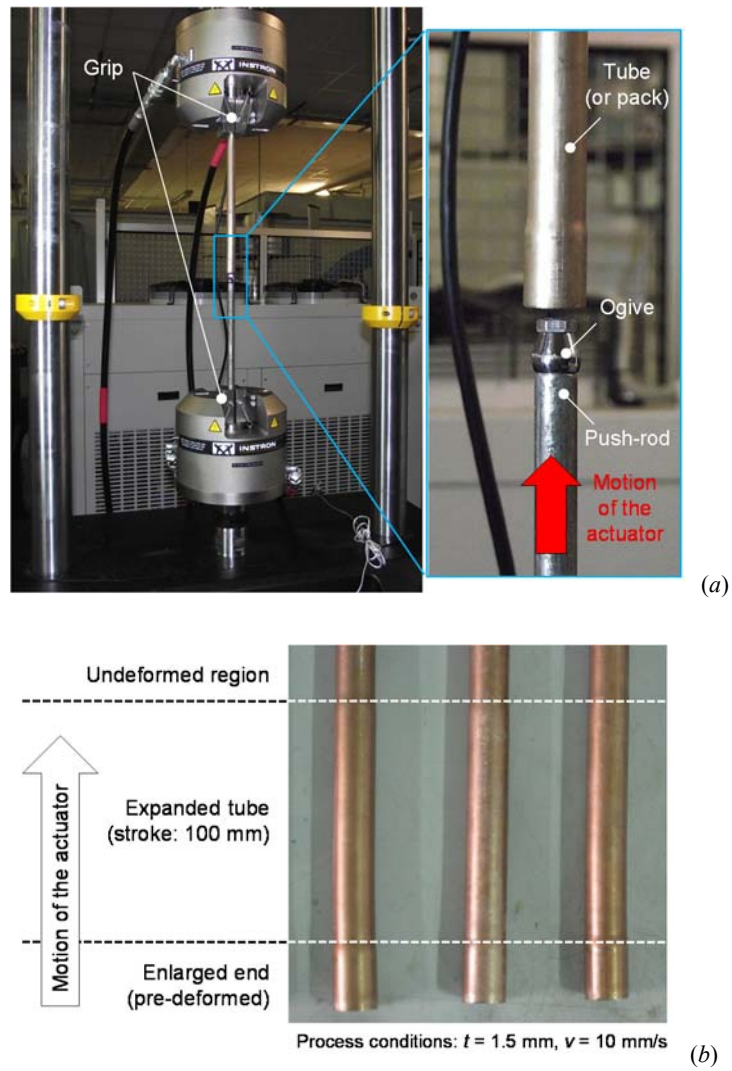 Grip
INSTRON
INSTRON
Tube
(or pack)
Ogive
Push-rod
Motion
of the
actuator
(a)
Undeformed region
Expanded tube
(stroke: 100 mm)
Enlarged end
(pre-deformed)
Motion of the actuator
Process conditions: t = 1.5 mm, v = 10 mm/s
(b)